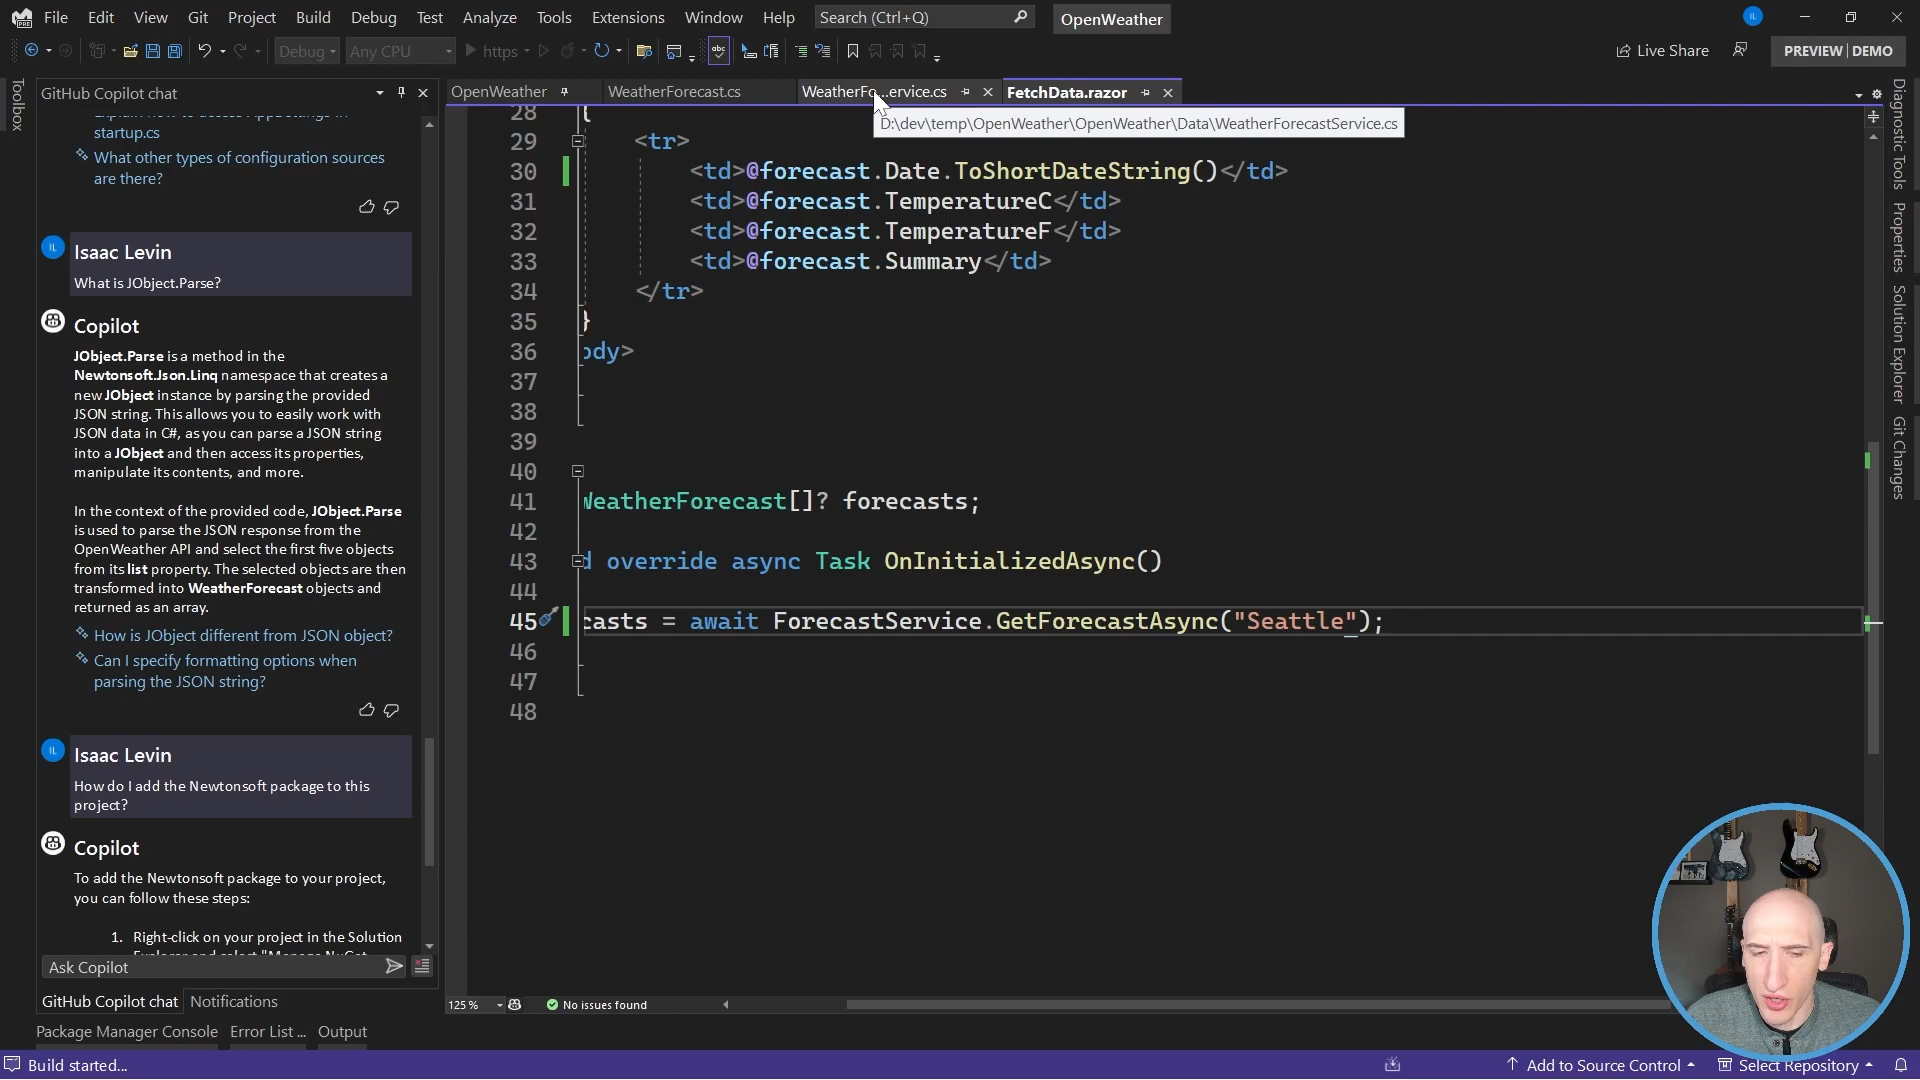 File Edit View Git Project Build Debug Test Analyze Tools Extensions Window Help Search (Ctrl+Q) OpenWeather IL
Debug Any CPU https Live Share PREVIEW | DEMO
Toolbox
GitHub Copilot chat
startup.cs
What other types of configuration sources
are there?
IL Isaac Levin
What is JObject.Parse?
Copilot
JObject.Parse is a method in the
Newtonsoft.Json.Linq namespace that creates a
new JObject instance by parsing the provided
JSON string. This allows you to easily work with
JSON data in C#, as you can parse a JSON string
into a JObject and then access its properties,
manipulate its contents, and more.
In the context of the provided code, JObject.Parse
is used to parse the JSON response from the
OpenWeather API and select the first five objects
from its list property. The selected objects are then
transformed into WeatherForecast objects and
returned as an array.
How is JObject different from JSON object?
Can I specify formatting options when
parsing the JSON string?
IL Isaac Levin
How do I add the Newtonsoft package to this
project?
Copilot
To add the Newtonsoft package to your project,
you can follow these steps:
1. Right-click on your project in the Solution
Ask Copilot
GitHub Copilot chat Notifications
Package Manager Console Error List ... Output
OpenWeather WeatherForecast.cs WeatherFo...ervice.cs FetchData.razor
D:\dev\temp\OpenWeather\OpenWeather\Data\WeatherForecastService.cs
28 {
29 <tr>
30 <td>@forecast.Date.ToShortDateString()</td>
31 <td>@forecast.TemperatureC</td>
32 <td>@forecast.TemperatureF</td>
33 <td>@forecast.Summary</td>
34 </tr>
35 }
36 ody>
37
38
39
40
41 WeatherForecast[]? forecasts;
42
43 d override async Task OnInitializedAsync()
44
45 casts = await ForecastService.GetForecastAsync("Seattle");
46
47
48
125 % No issues found
Diagnostic Tools
Properties
Solution Explorer
Git Changes
Build started... Add to Source Control Select Repository